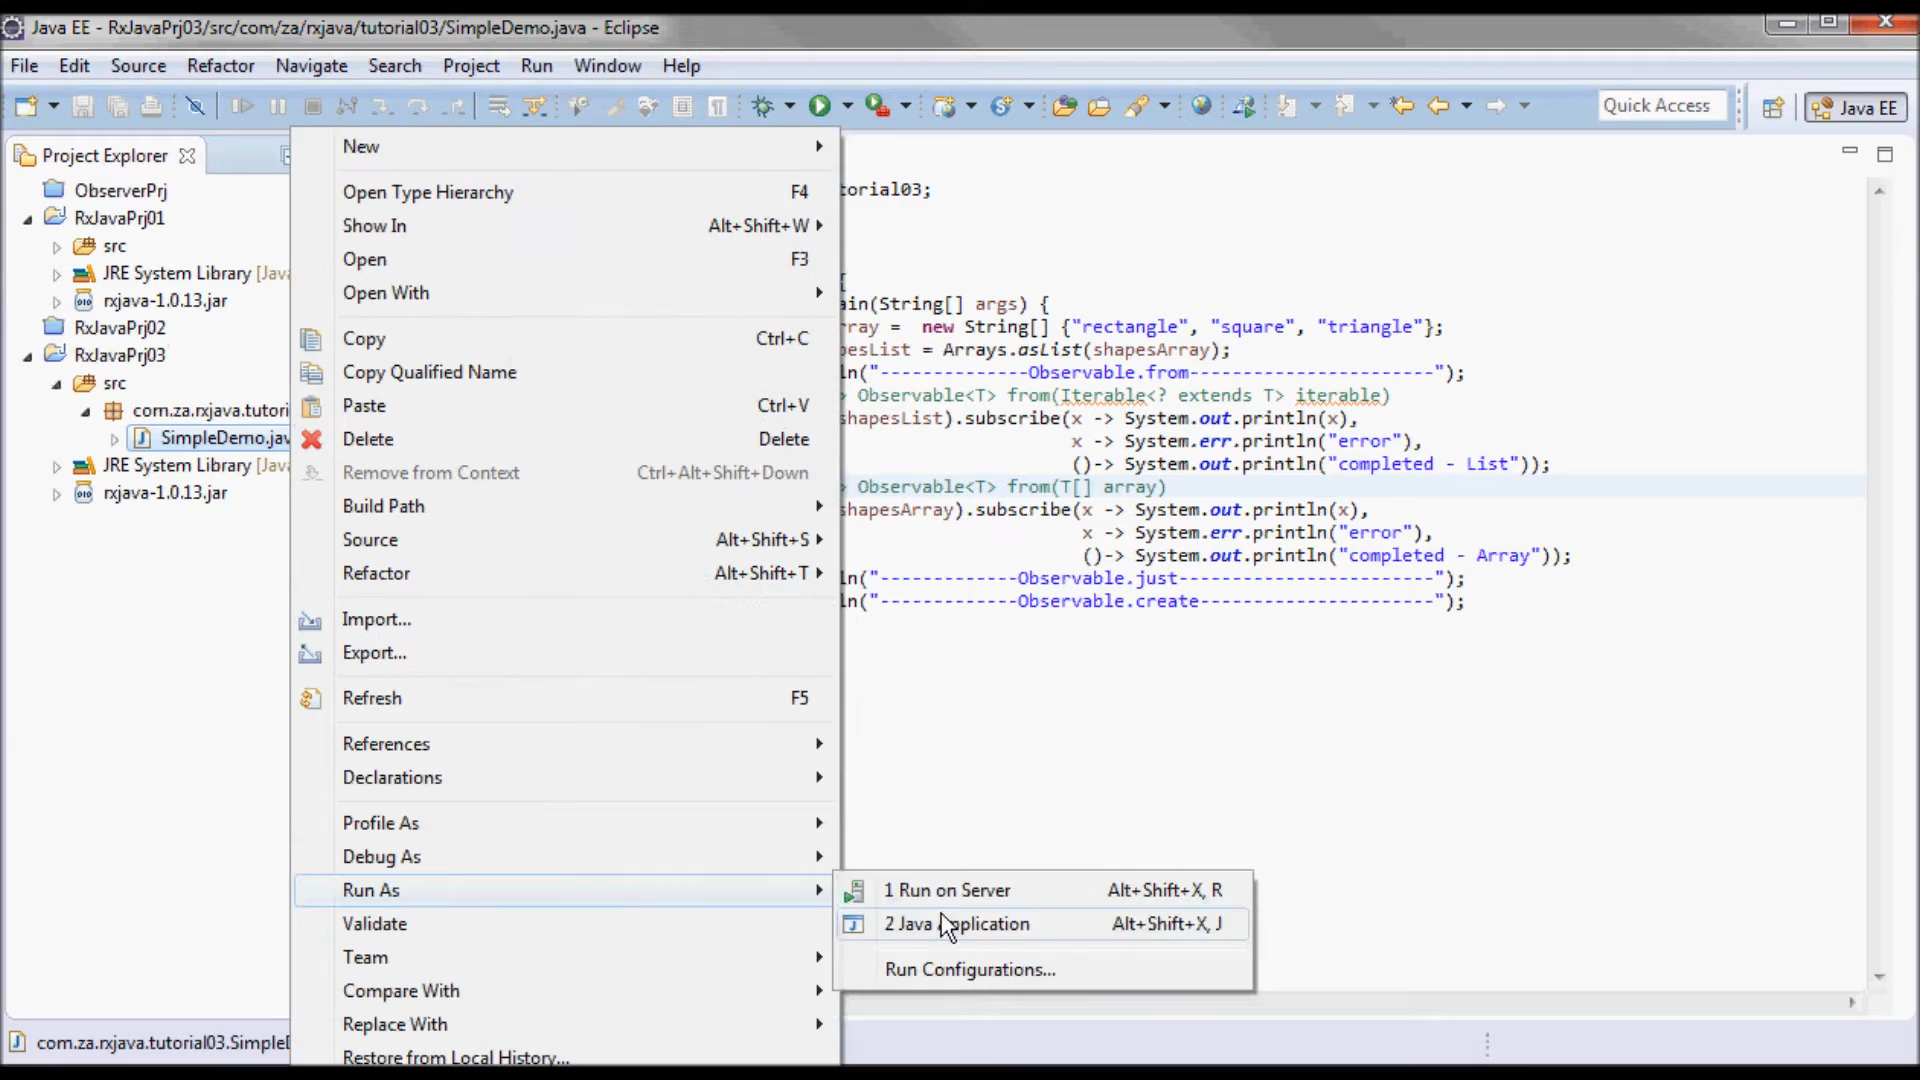 Java EE - RxJavaPrj03/src/com/za/rxjava/tutorial03/SimpleDemo.java - Eclipse
File Edit Source Refactor Navigate Search Project Run Window Help
Quick Access
Java EE
Project Explorer
ObserverPrj
RxJavaPrj01
src
JRE System Library [Java
rxjava-1.0.13.jar
RxJavaPrj02
RxJavaPrj03
src
com.za.rxjava.tutori
SimpleDemo.jav
JRE System Library [Java
rxjava-1.0.13.jar
New
Open Type Hierarchy F4
Show In Alt+Shift+W
Open F3
Open With
Copy Ctrl+C
Copy Qualified Name
Paste Ctrl+V
Delete Delete
Remove from Context Ctrl+Alt+Shift+Down
Build Path
Source Alt+Shift+S
Refactor Alt+Shift+T
Import...
Export...
Refresh F5
References
Declarations
Profile As
Debug As
Run As
Validate
Team
Compare With
Replace With
Restore from Local History...
1 Run on Server Alt+Shift+X, R
2 Java Application Alt+Shift+X, J
Run Configurations...
torial03;
{
ain(String[] args) {
rray = new String[] {"rectangle", "square", "triangle"};
pesList = Arrays.asList(shapesArray);
ln("--------------Observable.from-----------------------");
> Observable<T> from(Iterable<? extends T> iterable)
shapesList).subscribe(x -> System.out.println(x),
x -> System.err.println("error"),
()-> System.out.println("completed - List"));
> Observable<T> from(T[] array)
shapesArray).subscribe(x -> System.out.println(x),
x -> System.err.println("error"),
()-> System.out.println("completed - Array"));
ln("-------------Observable.just------------------------");
ln("-------------Observable.create----------------------");
com.za.rxjava.tutorial03.SimpleD